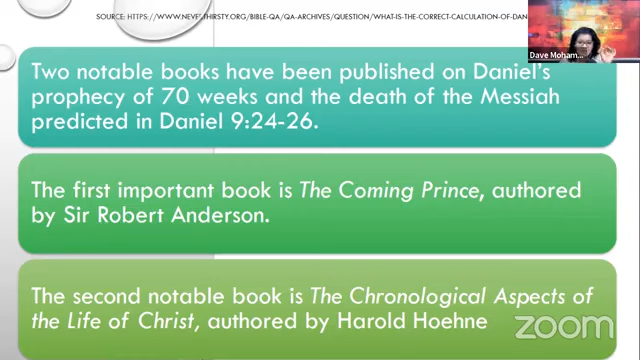 SOURCE: HTTPS://WWW.NEVERTHIRSTY.ORG/BIBLE-QA/QA-ARCHIVES/QUESTION/WHAT-IS-THE-CORRECT-CALCULATION-OF-DAN
Dave Moham...
Two notable books have been published on Daniel's
prophecy of 70 weeks and the death of the Messiah
predicted in Daniel 9:24-26.
The first important book is The Coming Prince, authored
by Sir Robert Anderson.
The second notable book is The Chronological Aspects of
the Life of Christ, authored by Harold Hoehne
zoom